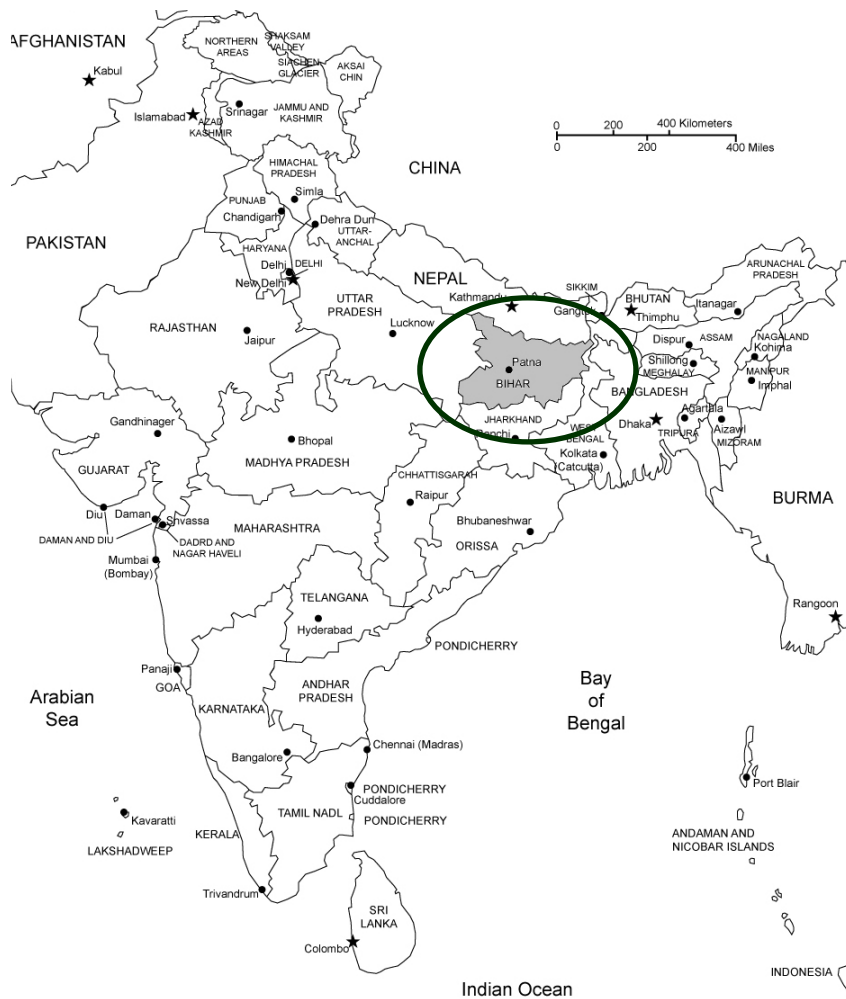 AFGHANISTAN
Kabul
NORTHERN
AREAS
SHAKSAM
VALLEY
SIACHEN
GLACIER
AKSAI
CHIN
Islamabad
AZAD
KASHMIR
Srinagar
JAMMU AND
KASHMIR
0 200 400 Kilometers
0 200 400 Miles
CHINA
HIMACHAL
PRADESH
Simla
PUNJAB
Chandigarh
Dehra Dun
UTTAR-
ANCHAL
PAKISTAN
HARYANA
Delhi
DELHI
New Delhi
NEPAL
Kathmandu
SIKKIM
Gangtok
BHUTAN
Thimphu
ARUNACHAL
PRADESH
Itanagar
UTTAR
PRADESH
Lucknow
RAJASTHAN
Jaipur
Patna
BIHAR
Dispur
ASSAM
NAGALAND
Kohima
Shillong
MEGHALAY
MANIPUR
Imphal
BANGLADESH
Dhaka
Agartala
TRIPURA
Aizawl
MIZORAM
JHARKHAND
Ranchi
WEST
BENGAL
Kolkata
(Catcutta)
Gandhinager
Bhopal
MADHYA PRADESH
GUJARAT
CHHATTISGARAH
Raipur
BURMA
Diu
Daman
Shvassa
DAMAN AND DIU
DADRD AND
NAGAR HAVELI
MAHARASHTRA
Bhubaneshwar
ORISSA
Mumbai
(Bombay)
TELANGANA
Hyderabad
Rangoon
PONDICHERRY
Panaji
GOA
Arabian
Sea
KARNATAKA
ANDHAR
PRADESH
Bay
of
Bengal
Bangalore
Chennai (Madras)
PONDICHERRY
Cuddalore
PONDICHERRY
TAMIL NADL
Port Blair
Kavaratti
LAKSHADWEEP
KERALA
ANDAMAN AND
NICOBAR ISLANDS
Trivandrum
SRI
LANKA
Colombo
INDONESIA
Indian Ocean